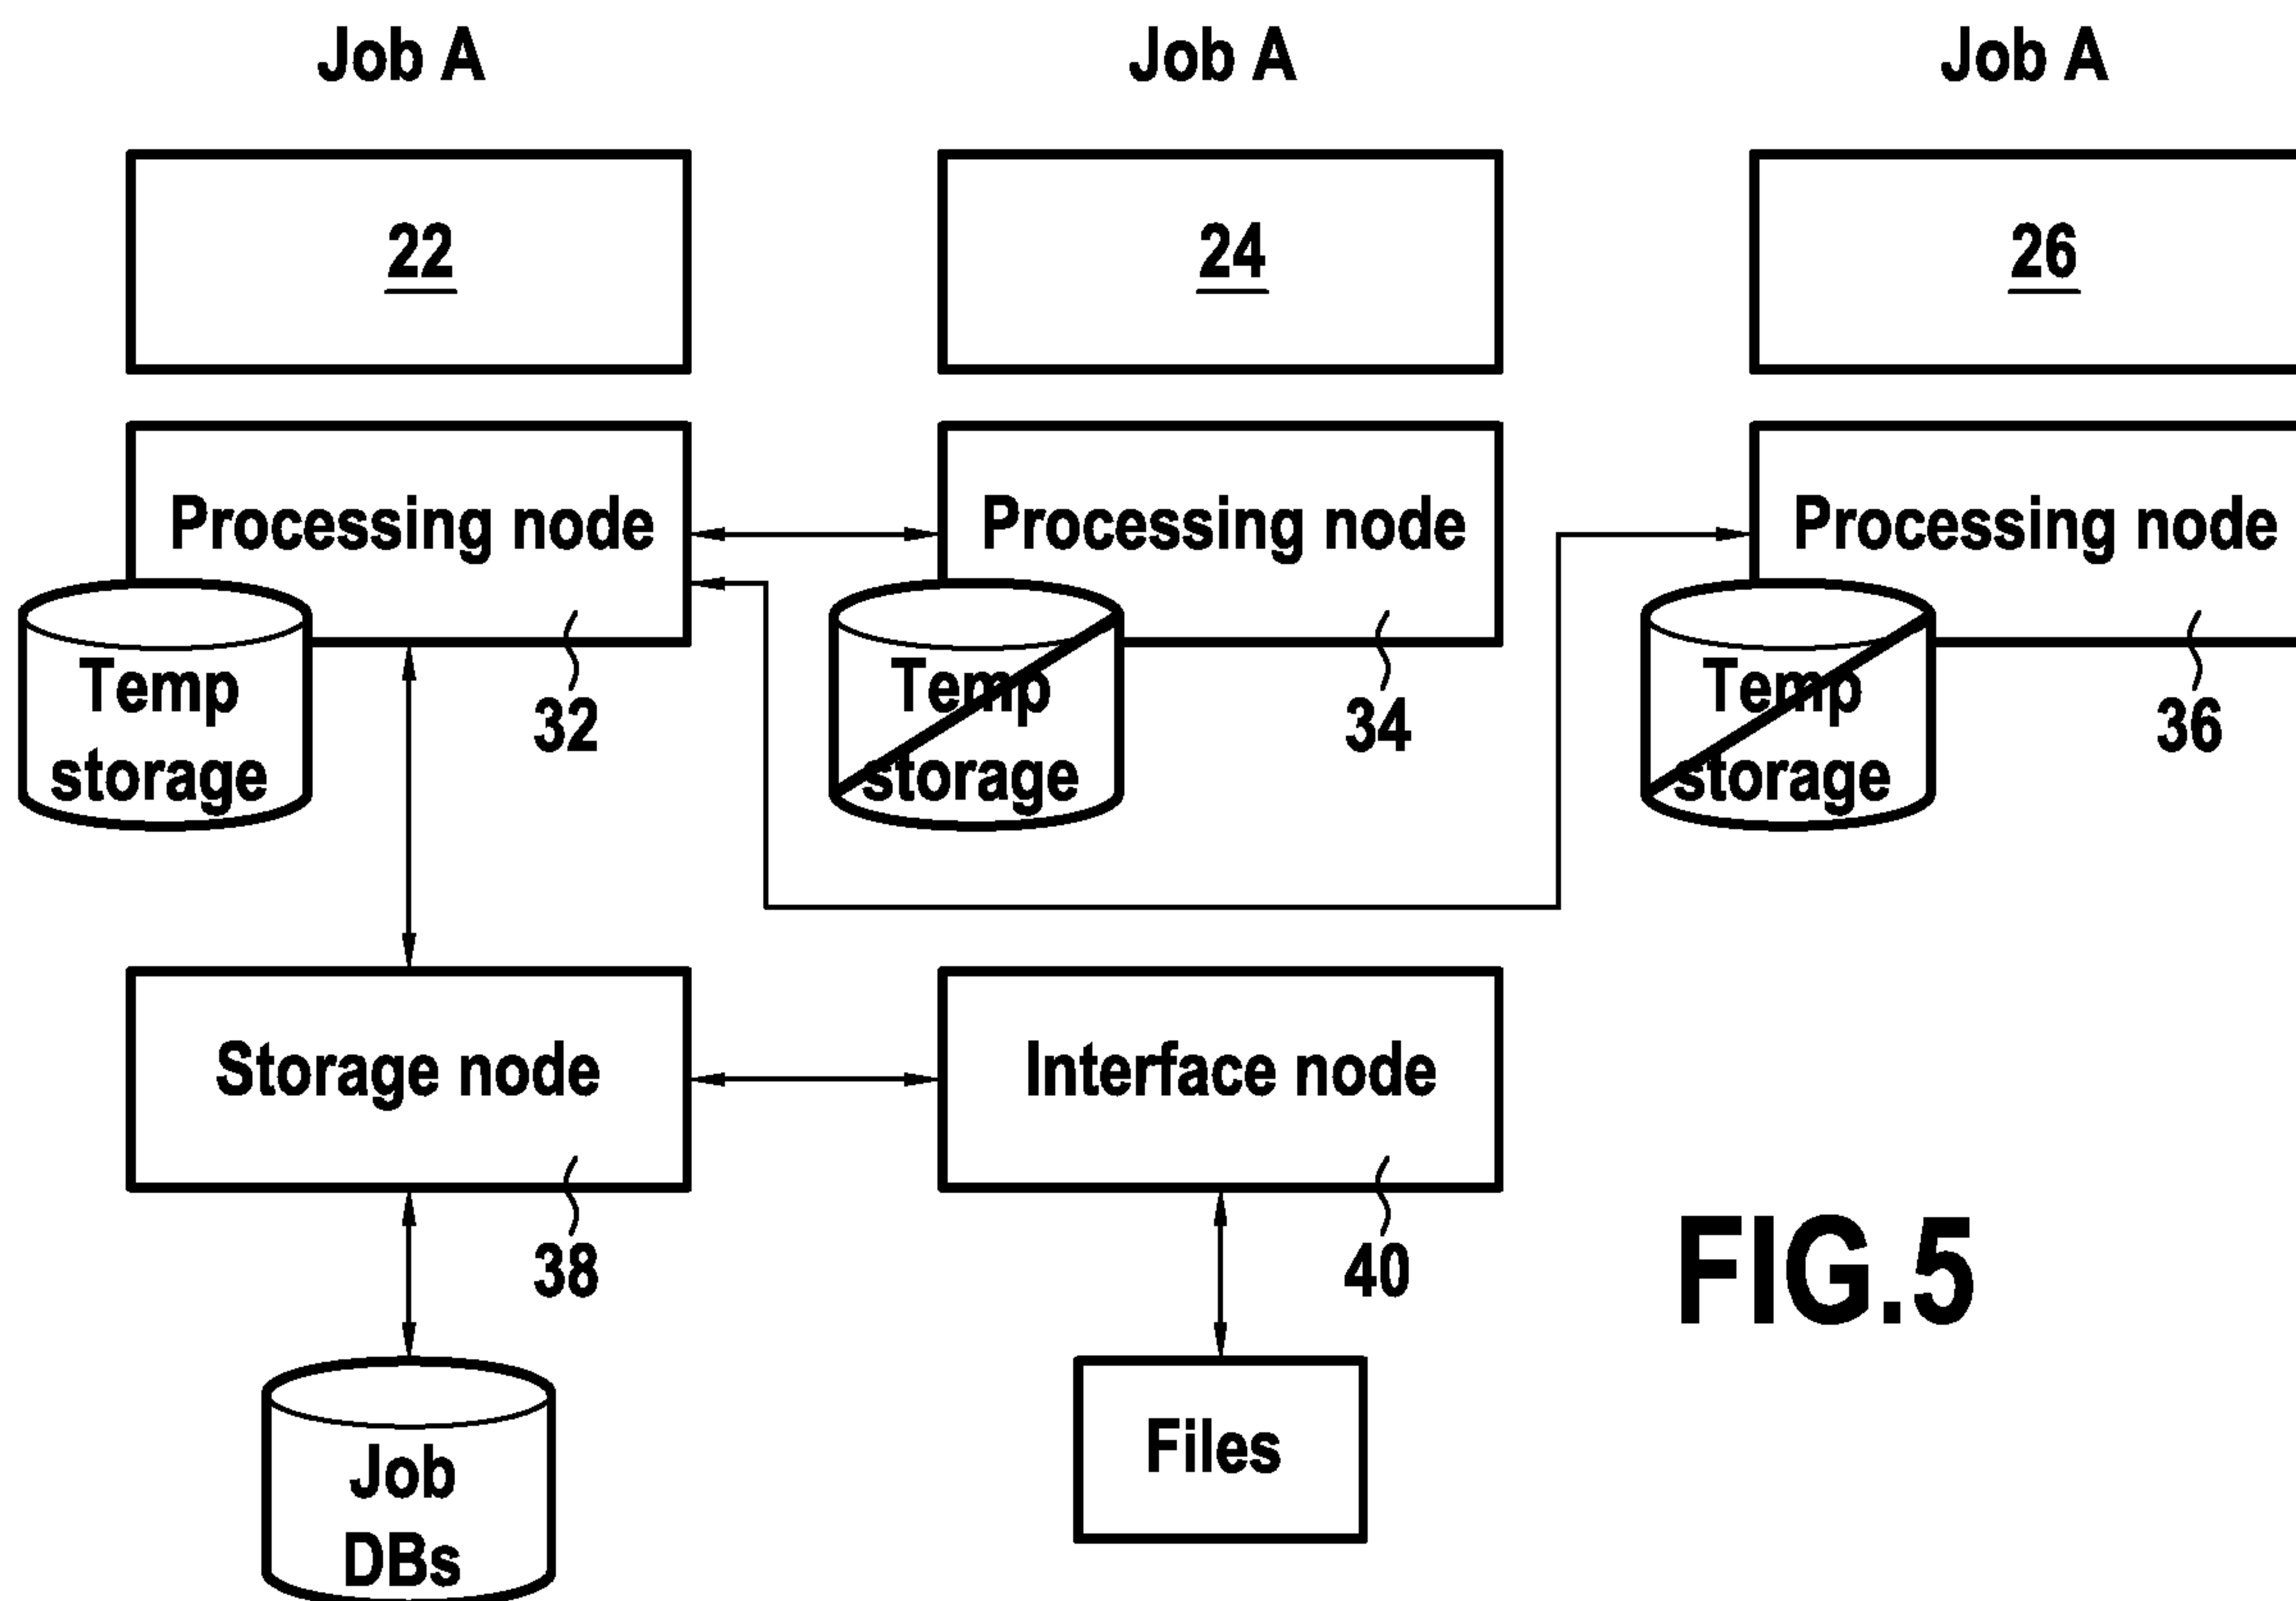 Job A
Job A
Job A
22
24
26
Processing node
Processing node
Processing node
Temp
storage
32
Temp
storage
34
Temp
storage
36
Storage node
Interface node
38
40
Job
DBs
Files
FIG.5